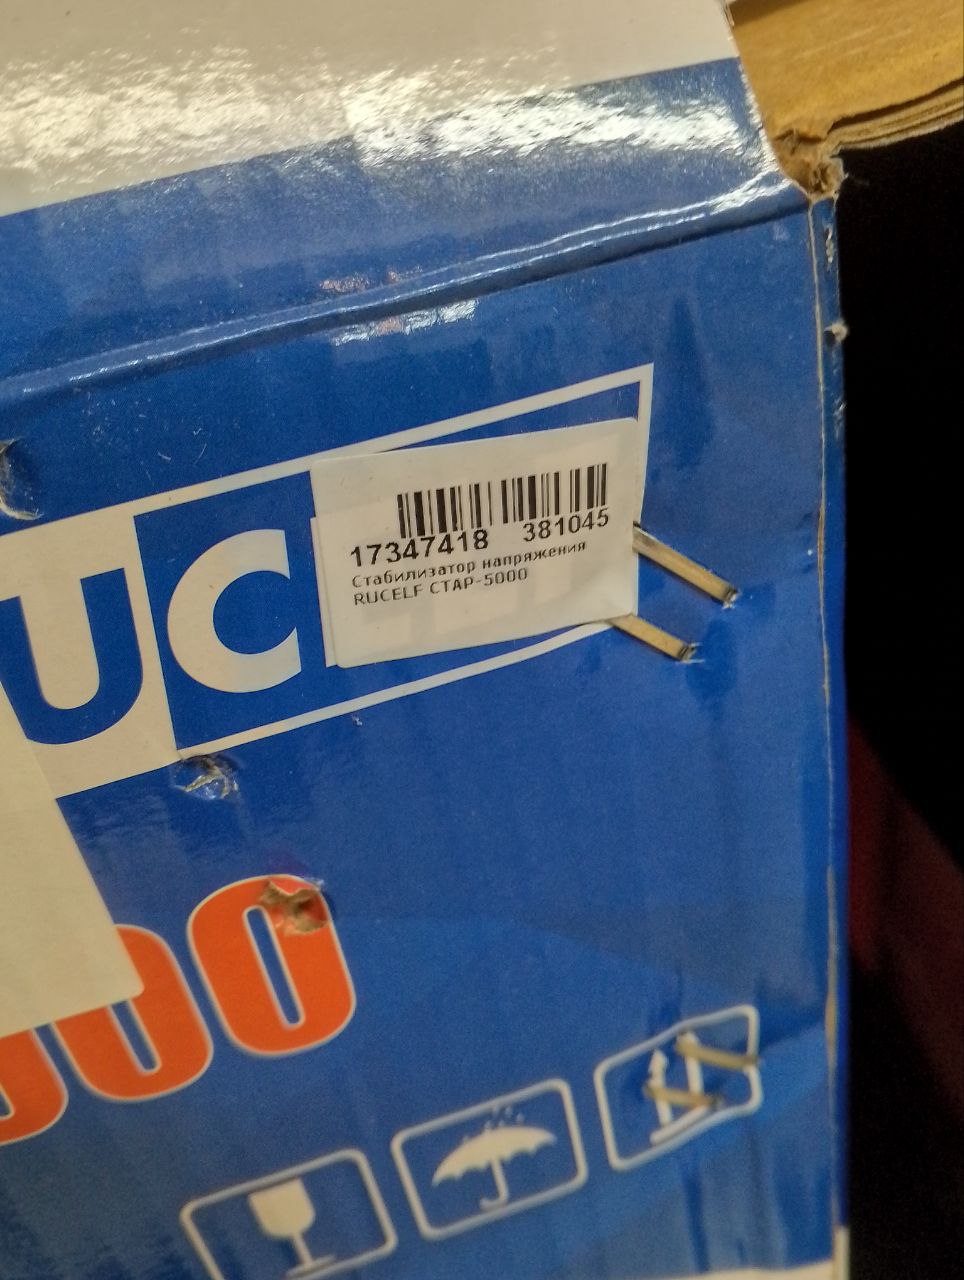 UC
17347418 381045
Стабилизатор напряжения
RUCELF СТАР-5000
000